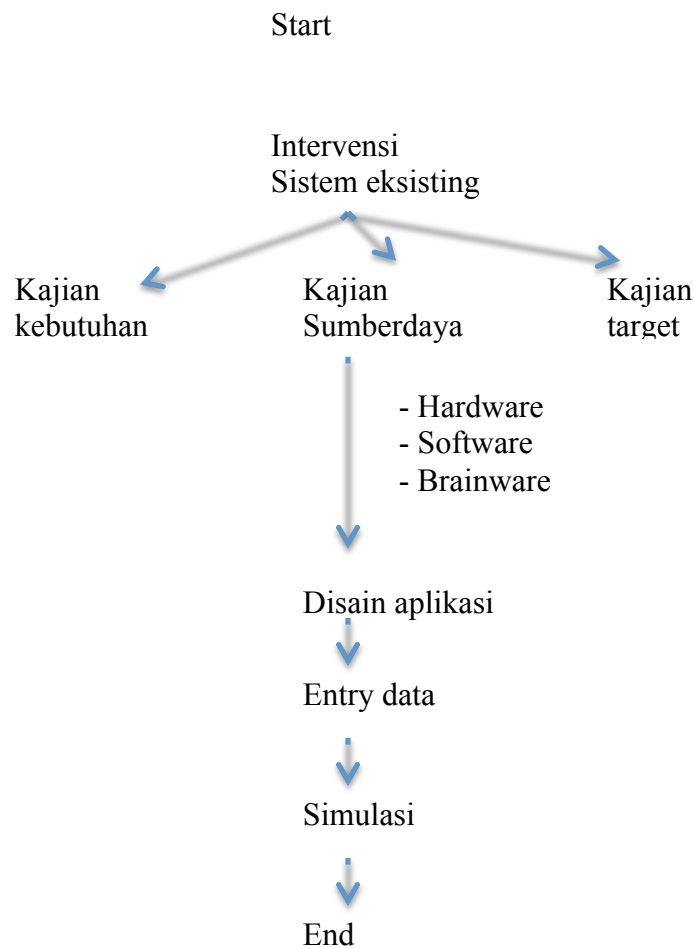 Start
Intervensi
Sistem eksisting
Kajian
kebutuhan
Kajian
Sumberdaya
Kajian
target
- Hardware
- Software
- Brainware
Disain aplikasi
Entry data
Simulasi
End